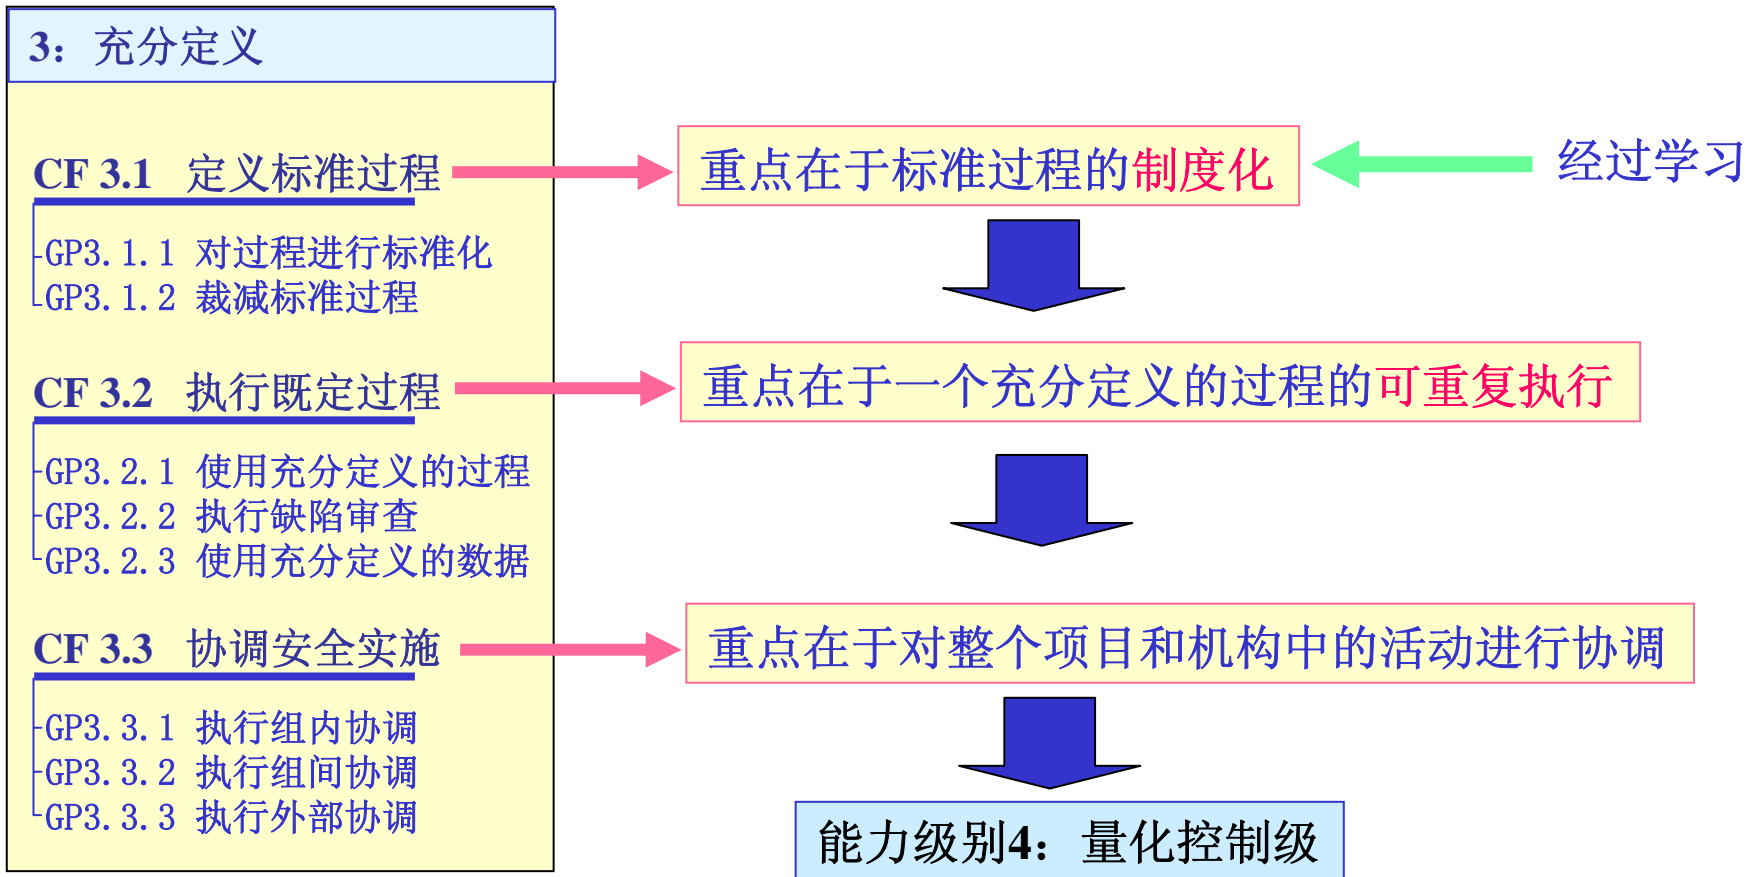 3：充分定义
CF 3.1 定义标准过程
GP3.1.1 对过程进行标准化
GP3.1.2 裁减标准过程
CF 3.2 执行既定过程
GP3.2.1 使用充分定义的过程
GP3.2.2 执行缺陷审查
GP3.2.3 使用充分定义的数据
CF 3.3 协调安全实施
GP3.3.1 执行组内协调
GP3.3.2 执行组间协调
GP3.3.3 执行外部协调
重点在于标准过程的制度化
经过学习
重点在于一个充分定义的过程的可重复执行
重点在于对整个项目和机构中的活动进行协调
能力级别4：量化控制级